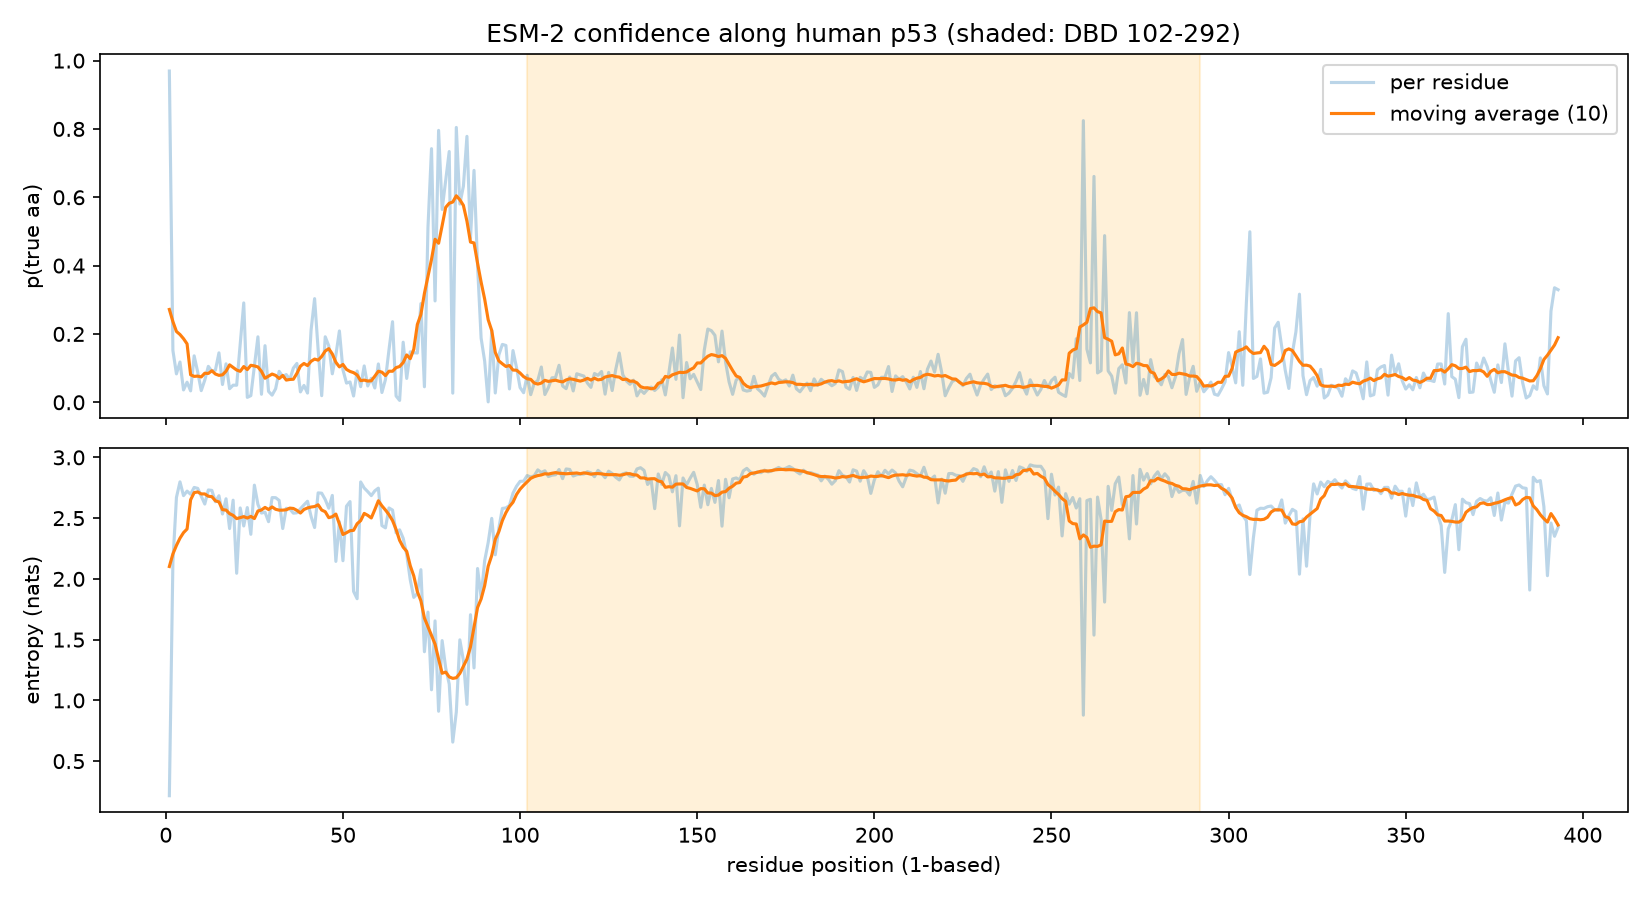 ESM-2 confidence along human p53 (shaded: DBD 102-292)
per residue
moving average (10)
p(true aa)
1.0
0.8
0.6
0.4
0.2
0.0
entropy (nats)
3.0
2.5
2.0
1.5
1.0
0.5
0 50 100 150 200 250 300 350 400
residue position (1-based)